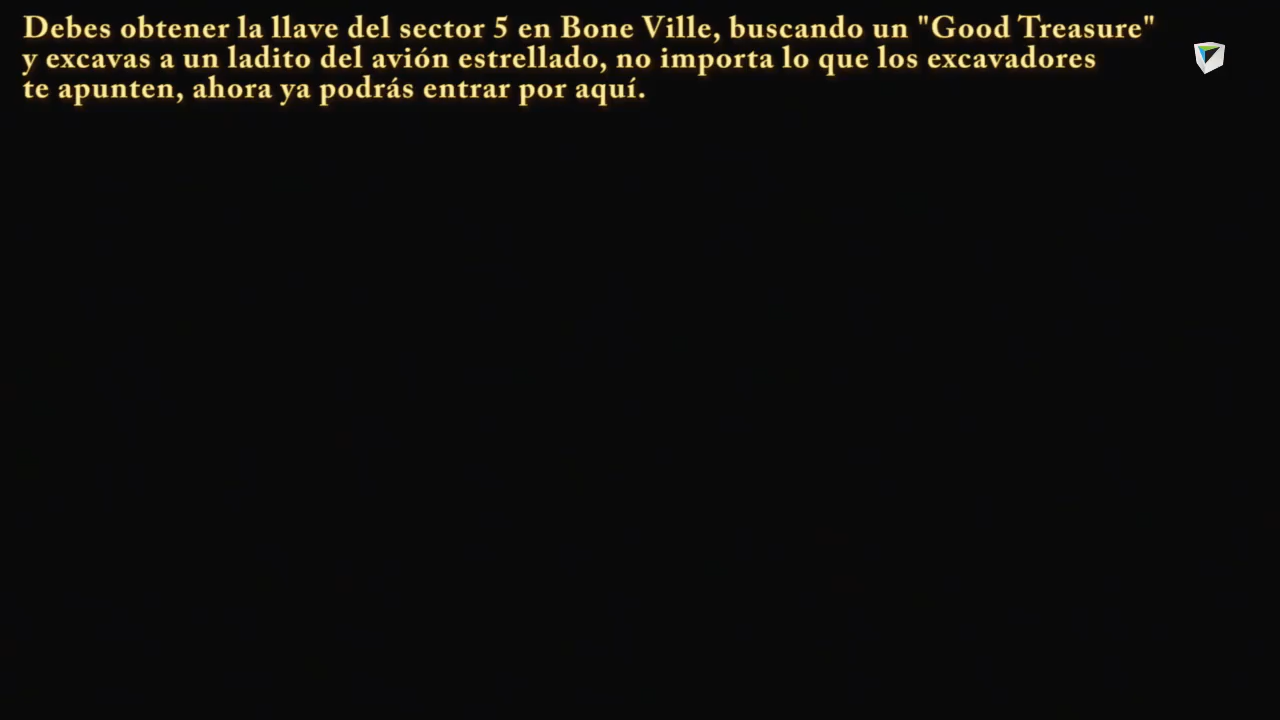 Debes obtener la llave del sector 5 en Bone Ville, buscando un "Good Treasure"
y excavas a un ladito del avión estrellado, no importa lo que los excavadores
te apunten, ahora ya podrás entrar por aquí.